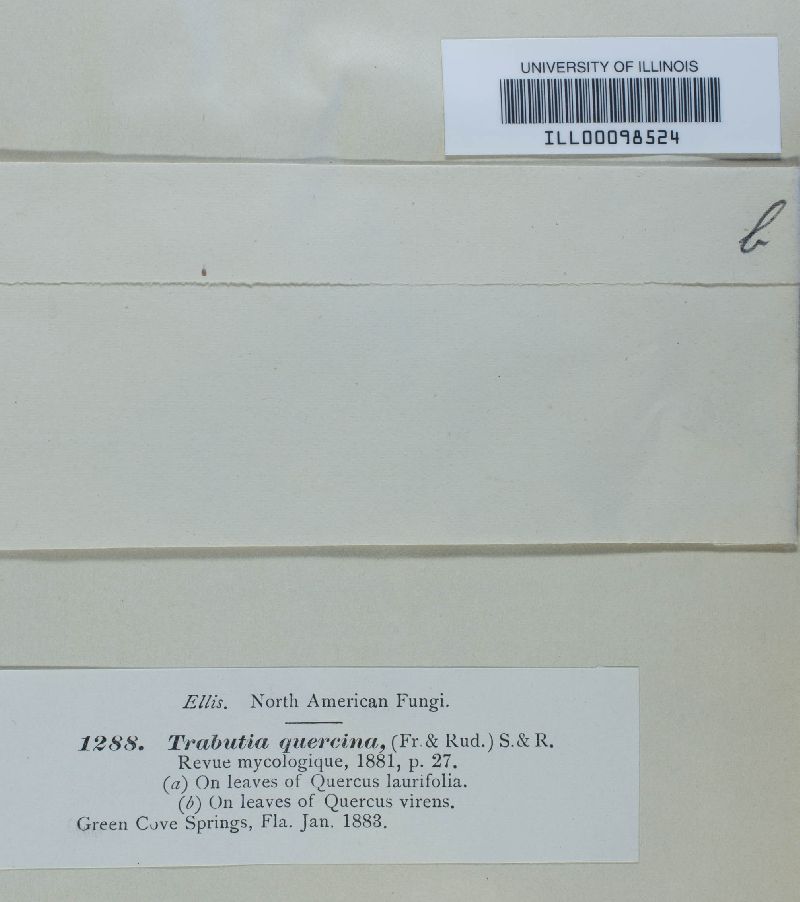 UNIVERSITY OF ILLINOIS
ILL00098524
b
Ellis. North American Fungi.
1288. Trabutia quercina, (Fr. & Rud.) S. & R.
Revue mycologique, 1881, p. 27.
(a) On leaves of Quercus laurifolia.
(b) On leaves of Quercus virens.
Green Cove Springs, Fla. Jan. 1883.